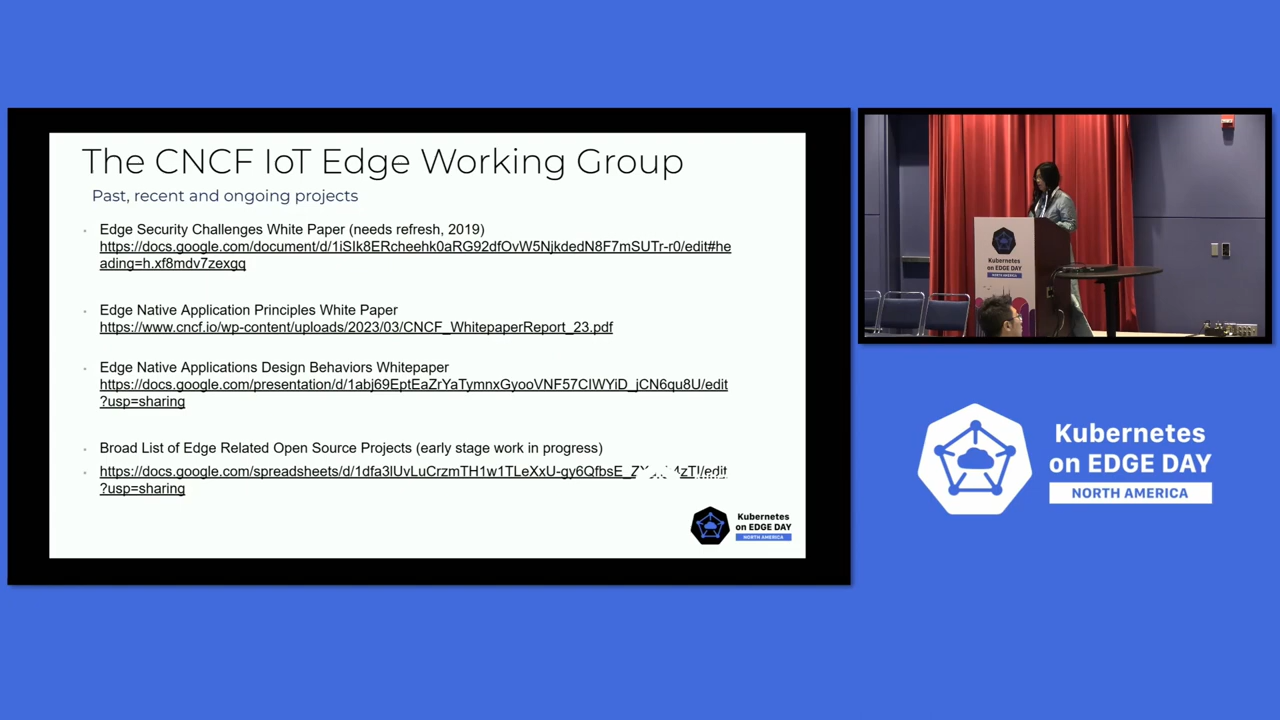 The CNCF IoT Edge Working Group
Past, recent and ongoing projects
Edge Security Challenges White Paper (needs refresh, 2019)
https://docs.google.com/document/d/1iSIk8ERcheehk0aRG92dfOvW5NjkdedN8F7mSUTr-r0/edit#he
ading=h.xf8mdv7zexgq
Edge Native Application Principles White Paper
https://www.cncf.io/wp-content/uploads/2023/03/CNCF_WhitepaperReport_23.pdf
Edge Native Applications Design Behaviors Whitepaper
https://docs.google.com/presentation/d/1abj69EptEaZrYaTymnxGyooVNF57CIWYiD_jCN6qu8U/edit
?usp=sharing
Broad List of Edge Related Open Source Projects (early stage work in progress)
?usp=sharing
Kubernetes
on EDGE DAY
NORTH AMERICA
Kubernetes
on EDGE DAY
NORTH AMERICA
Kubernetes
on EDGE DAY
NORTH AMERICA